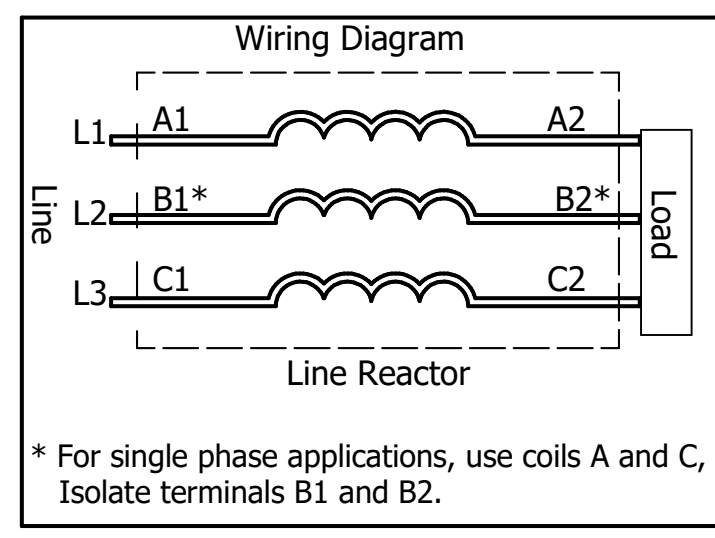 Wiring Diagram
L1 A1 A2
Line L2 B1* B2* Load
L3 C1 C2
Line Reactor
* For single phase applications, use coils A and C,
Isolate terminals B1 and B2.